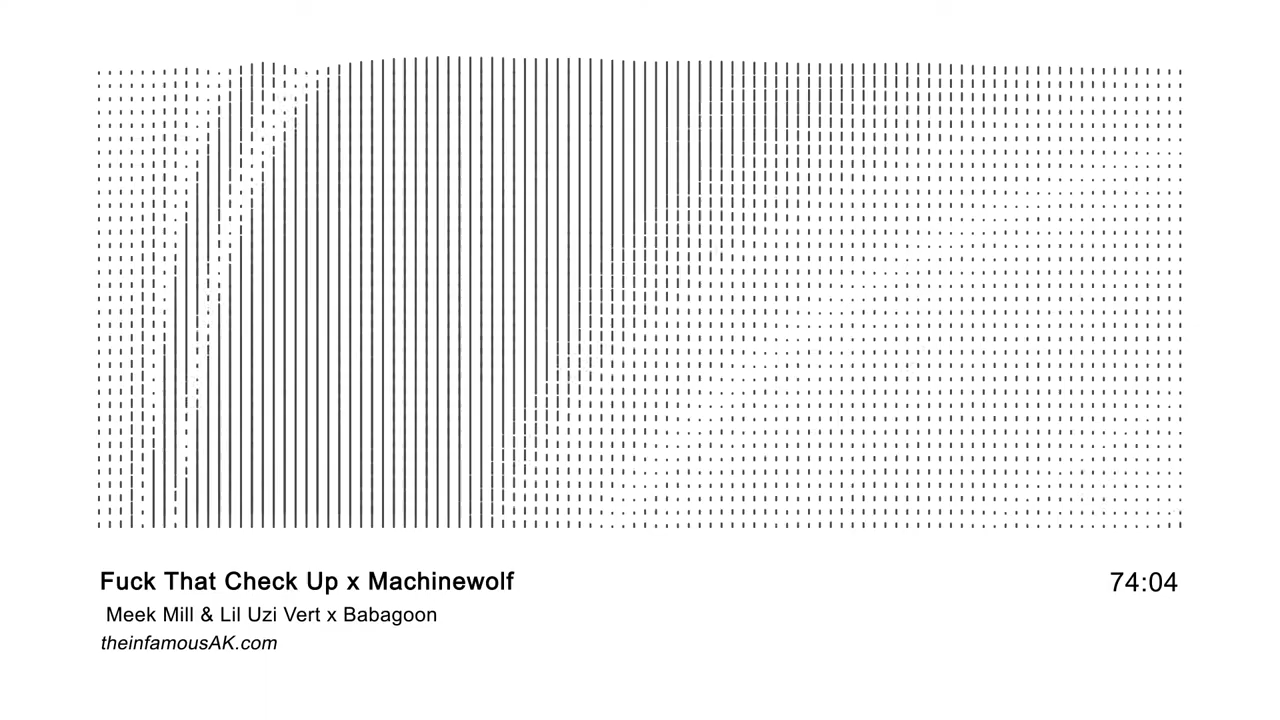 Fuck That Check Up x Machinewolf
74:04
Meek Mill & Lil Uzi Vert x Babagoon
theinfamousAK.com